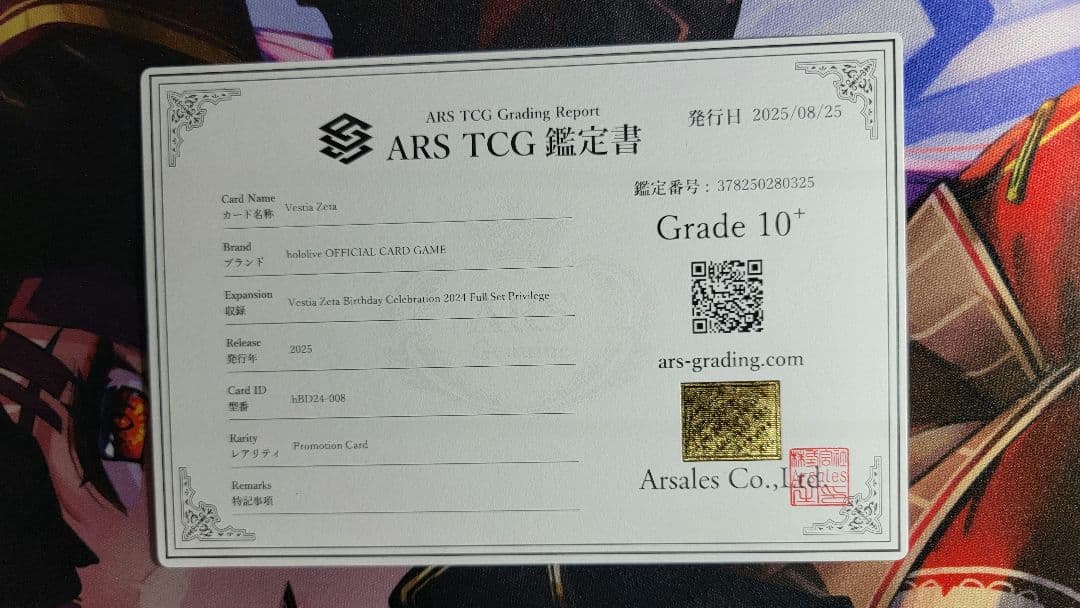 ARS TCG Grading Report
ARS TCG 鑑定書
発行日 2025/08/25
鑑定番号 : 378250280325
Grade 10+
Card Name
カード名称
Vestia Zeta
Brand
ブランド
hololive OFFICIAL CARD GAME
Expansion
収録
Vestia Zeta Birthday Celebration 2024 Full Set Privilege
Release
発行年
2025
Card ID
型番
hBD24-008
Rarity
レアリティ
Promotion Card
Remarks
特記事項
ars-grading.com
Arsales Co.,Ltd.
Arsales